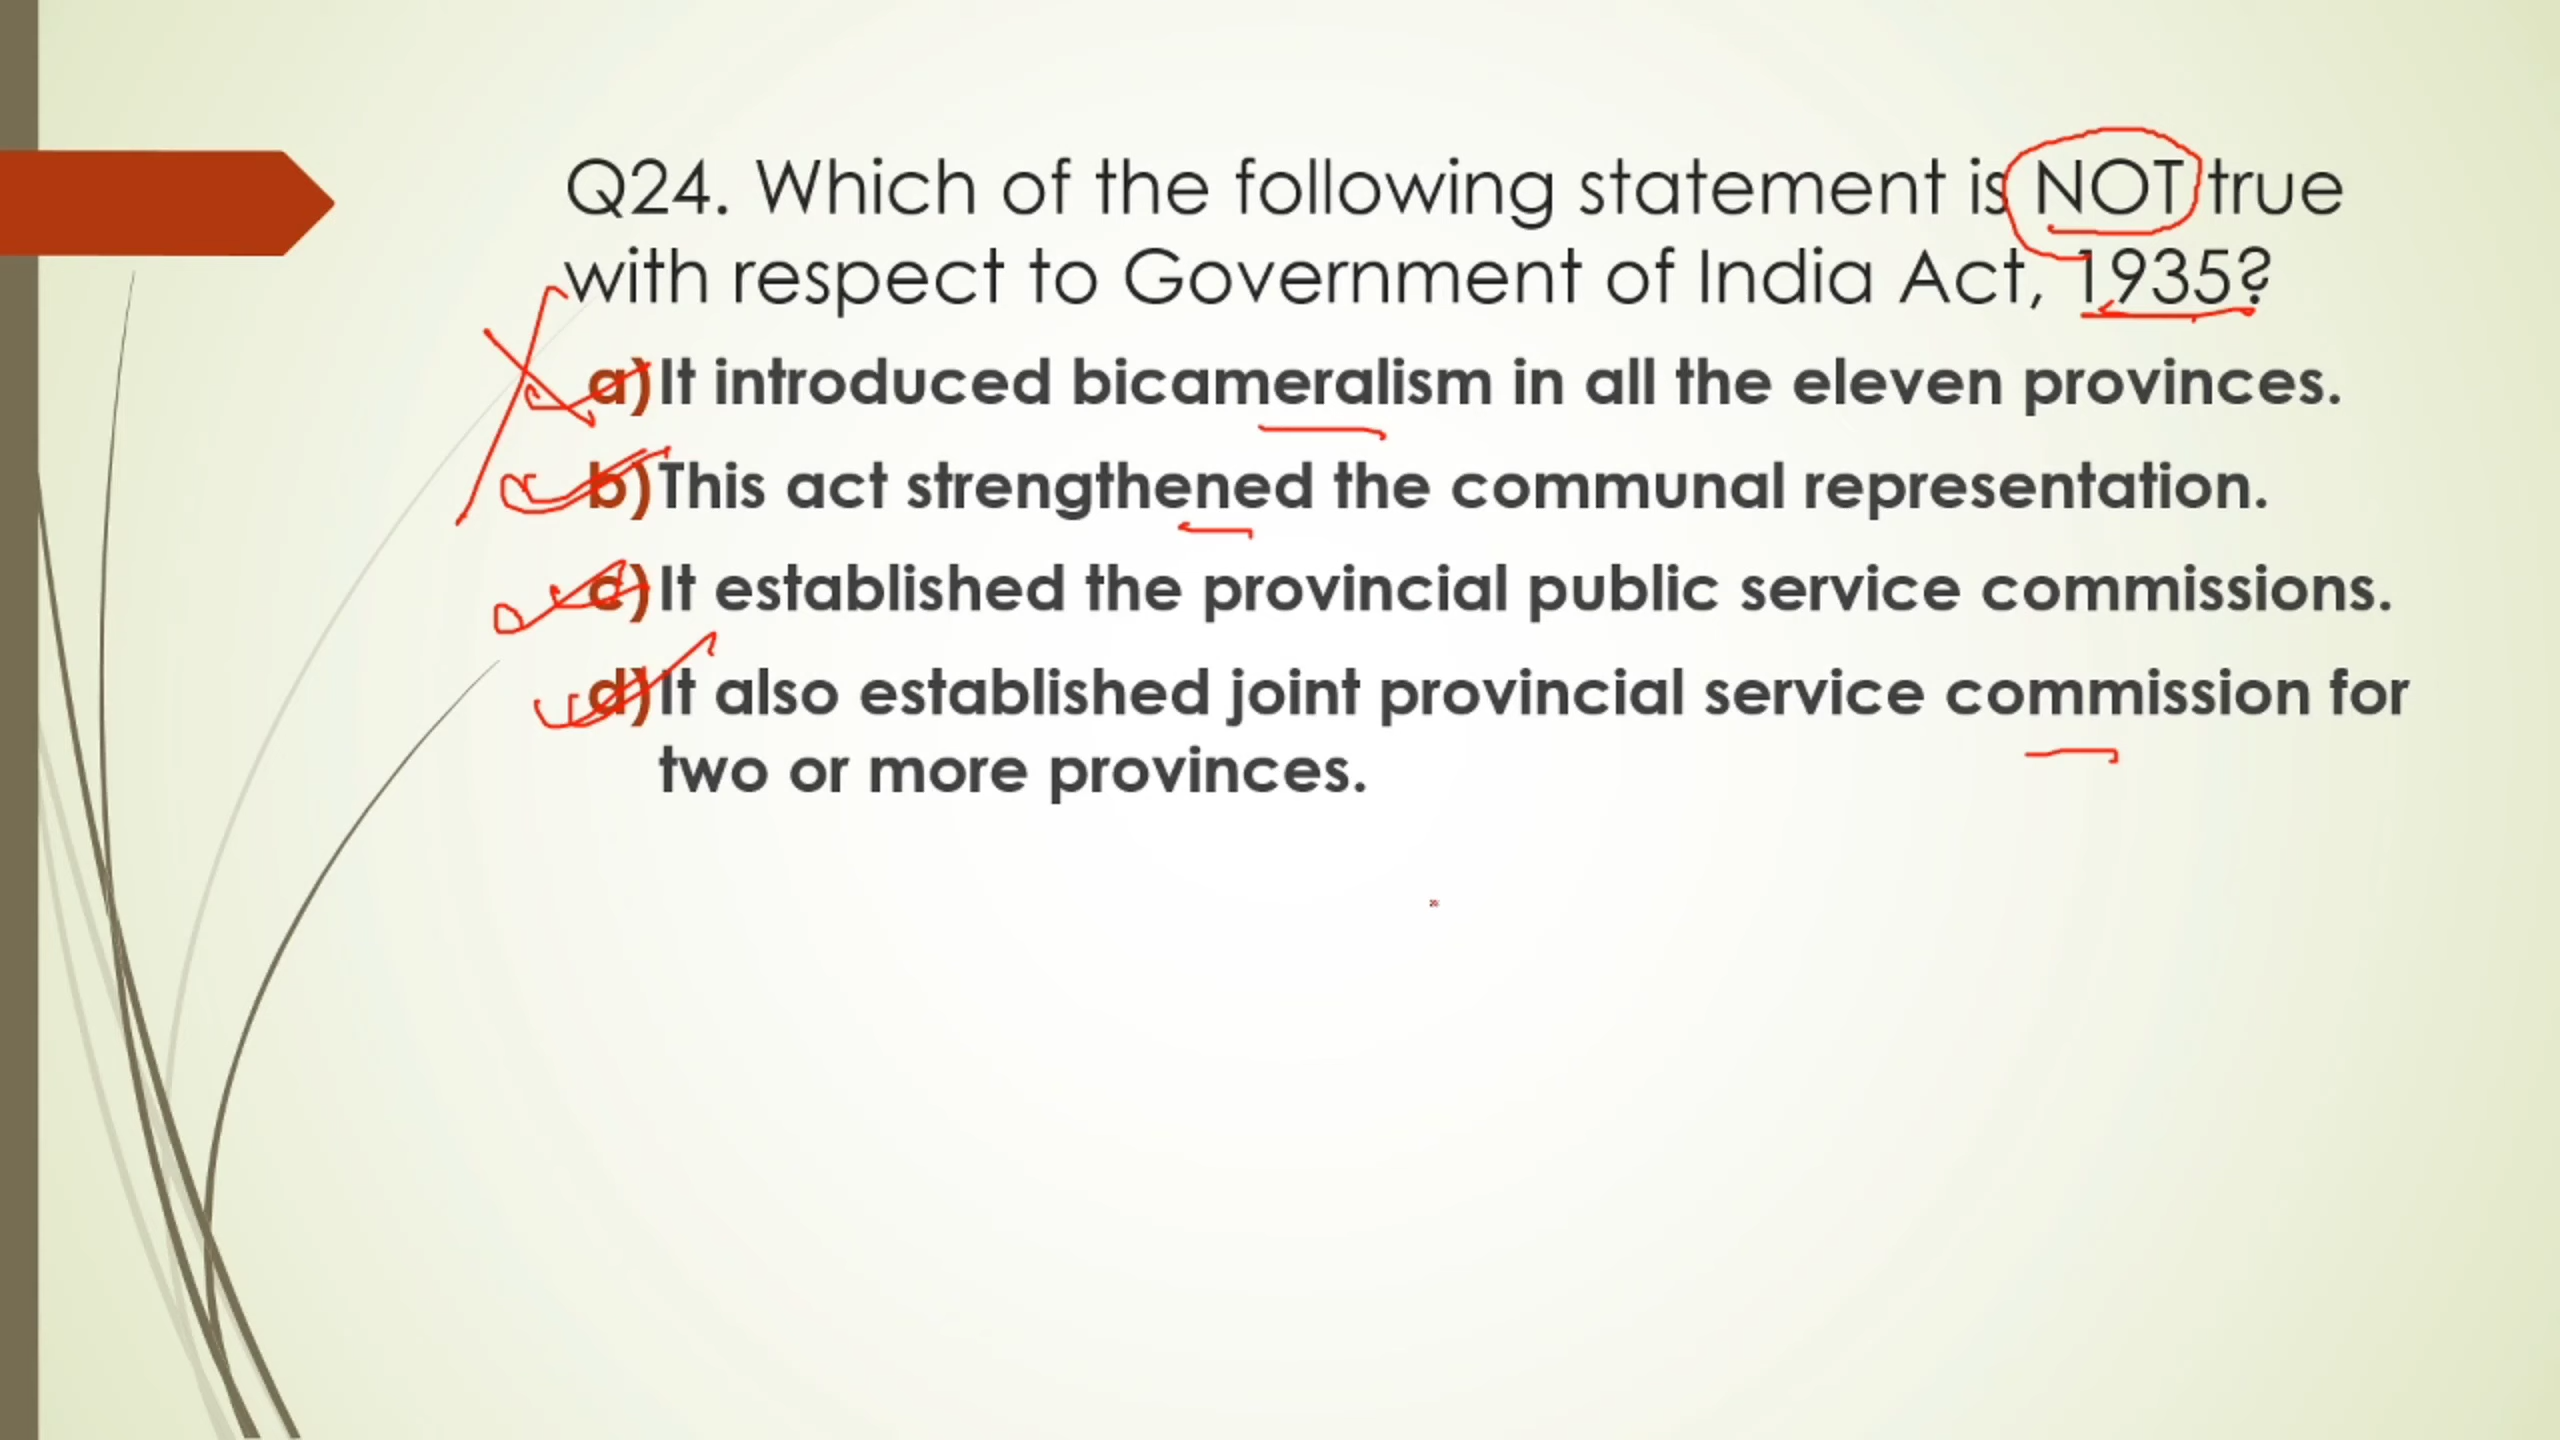 Q24. Which of the following statement is NOT true
with respect to Government of India Act, 1935?
a) It introduced bicameralism in all the eleven provinces.
b) This act strengthened the communal representation.
c) It established the provincial public service commissions.
d) It also established joint provincial service commission for
two or more provinces.